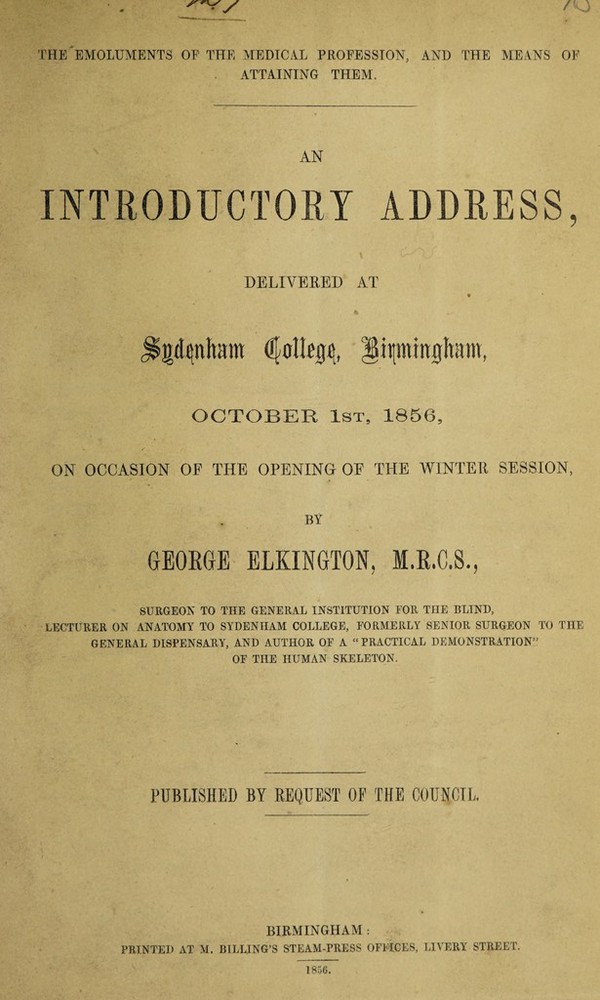 THE EMOLUMENTS OF THE MEDICAL PROFESSION, AND THE MEANS OF
ATTAINING THEM.
AN
INTRODUCTORY ADDRESS,
DELIVERED AT
Sydenham College, Birmingham,
OCTOBER 1ST, 1856,
ON OCCASION OF THE OPENING OF THE WINTER SESSION,
BY
GEORGE ELKINGTON, M.R.C.S.,
SURGEON TO THE GENERAL INSTITUTION FOR THE BLIND,
LECTURER ON ANATOMY TO SYDENHAM COLLEGE, FORMERLY SENIOR SURGEON TO THE
GENERAL DISPENSARY, AND AUTHOR OF A "PRACTICAL DEMONSTRATION"
OF THE HUMAN SKELETON.
PUBLISHED BY REQUEST OF THE COUNCIL.
BIRMINGHAM:
PRINTED AT M. BILLING'S STEAM-PRESS OFFICES, LIVERY STREET.
1856.